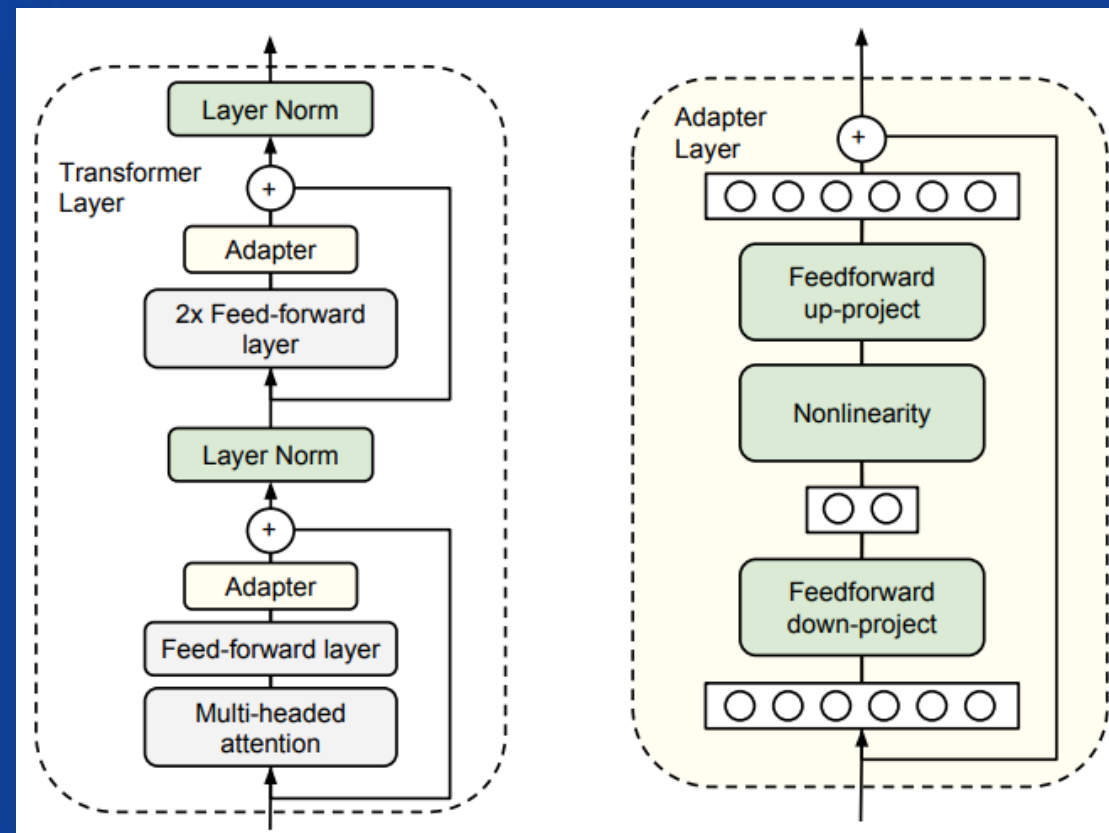 Layer Norm
Transformer
Layer
+
Adapter
2x Feed-forward
layer
Layer Norm
+
Adapter
Feed-forward layer
Multi-headed
attention
Adapter
Layer
+
Feedforward
up-project
Nonlinearity
Feedforward
down-project